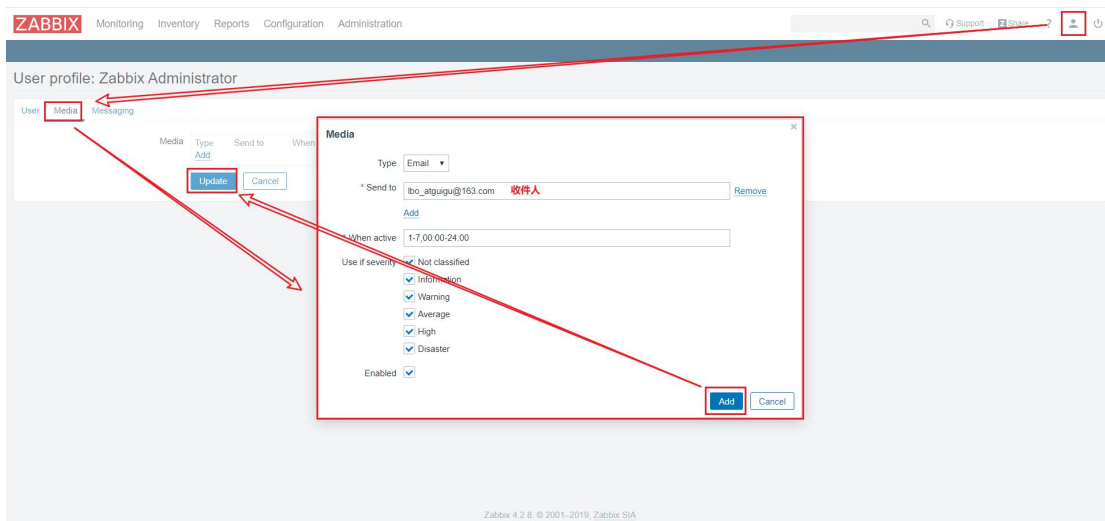 ZABBIX Monitoring Inventory Reports Configuration Administration Support Z Share ?
User profile: Zabbix Administrator
User Media Messaging
Media Type Send to When
Add
Update Cancel
Media
Type Email
* Send to lbo_atguigu@163.com 收件人 Remove
Add
* When active 1-7,00:00-24:00
Use if severity Not classified
Information
Warning
Average
High
Disaster
Enabled
Add Cancel
Zabbix 4.2.8. © 2001–2019, Zabbix SIA